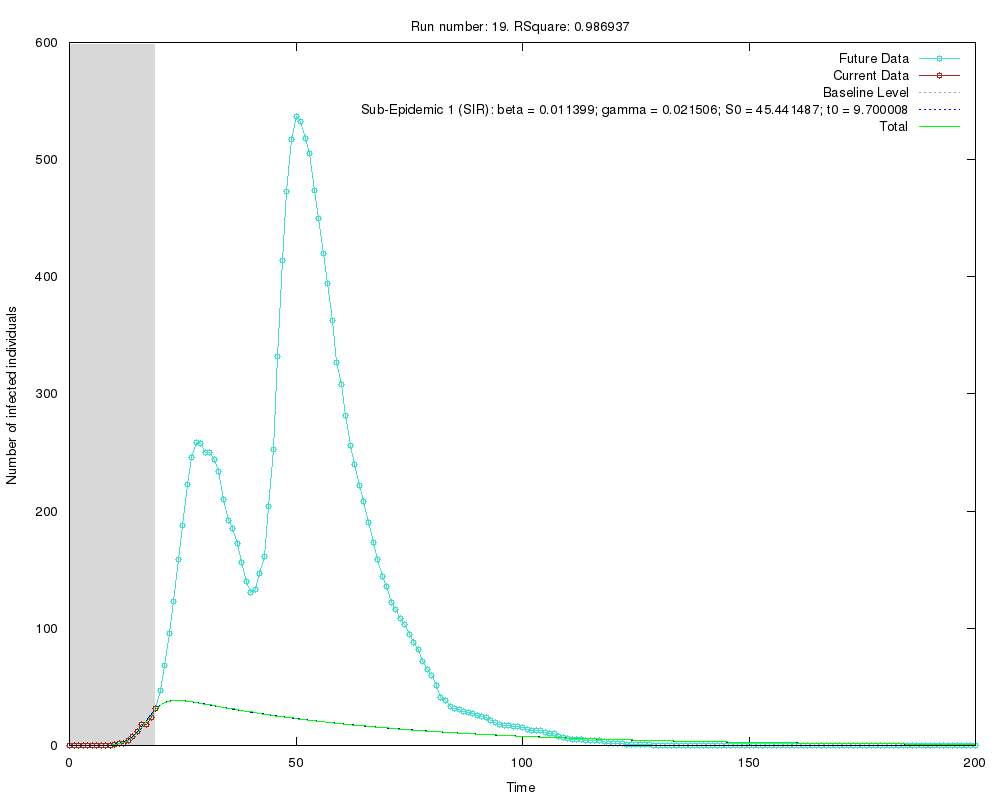 Run number: 19. RSquare: 0.986937
600
500
400
300
200
100
0
Number of infected individuals
Future Data
Current Data
Baseline Level
Sub-Epidemic 1 (SIR): beta = 0.011399; gamma = 0.021506; S0 = 45.441487; t0 = 9.700008
Total
0 50 100 150 200
Time